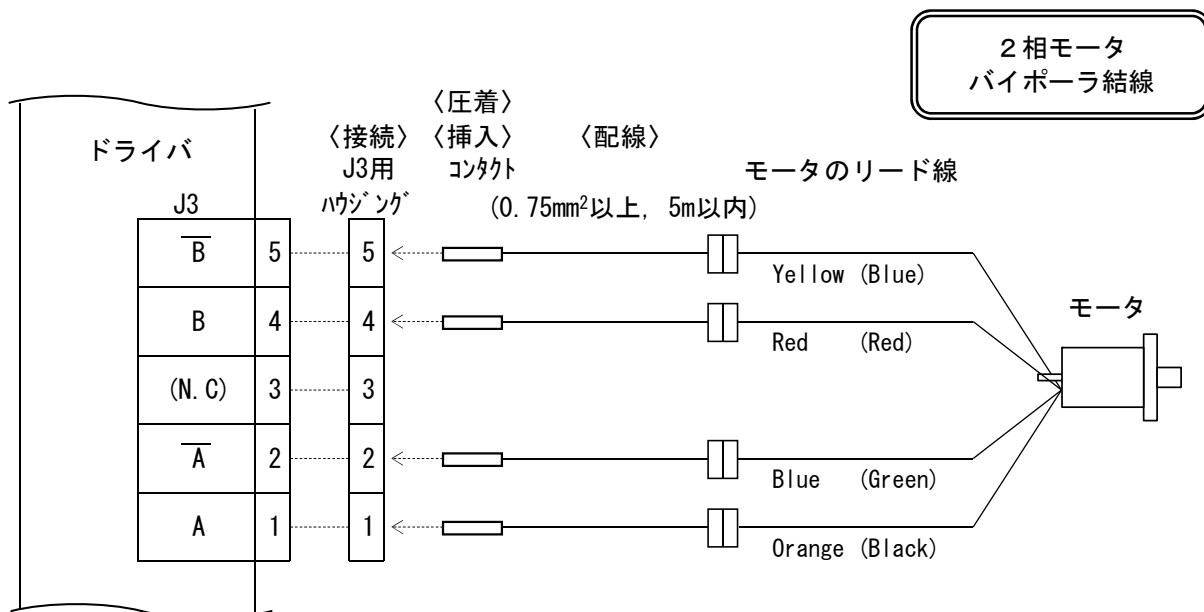 ２相モータ
バイポーラ結線
〈圧着〉
〈接続〉〈挿入〉 〈配線〉
ドライバ
J3用 ｺﾝﾀｸﾄ モータのリード線
J3 ﾊｳｼﾞﾝｸﾞ (0.75mm²以上, 5m以内)
B̅ 5 5
Yellow (Blue)
B 4 4
Red (Red)
モータ
(N.C) 3 3
A̅ 2 2
Blue (Green)
A 1 1
Orange (Black)